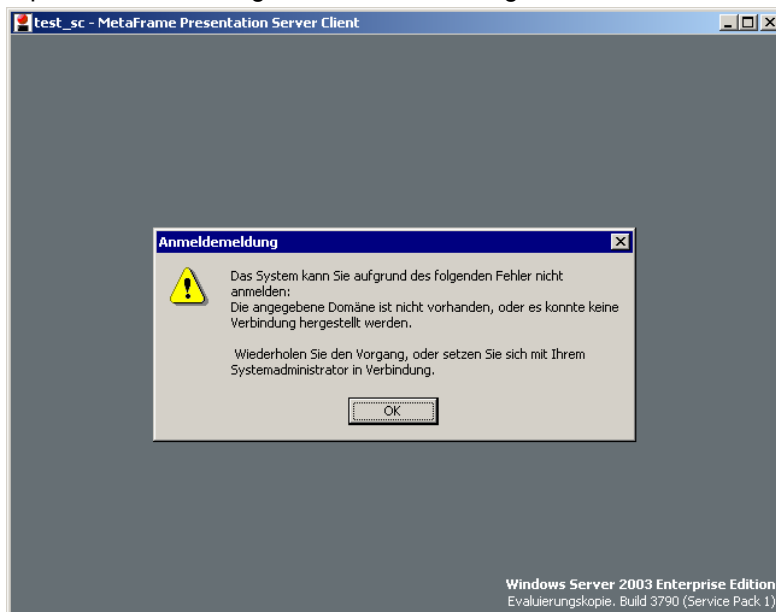 test_sc - MetaFrame Presentation Server Client
Anmeldemeldung
Das System kann Sie aufgrund des folgenden Fehler nicht
anmelden:
Die angegebene Domäne ist nicht vorhanden, oder es konnte keine
Verbindung hergestellt werden.
Wiederholen Sie den Vorgang, oder setzen Sie sich mit Ihrem
Systemadministrator in Verbindung.
OK
Windows Server 2003 Enterprise Edition
Evaluierungskopie. Build 3790 (Service Pack 1)